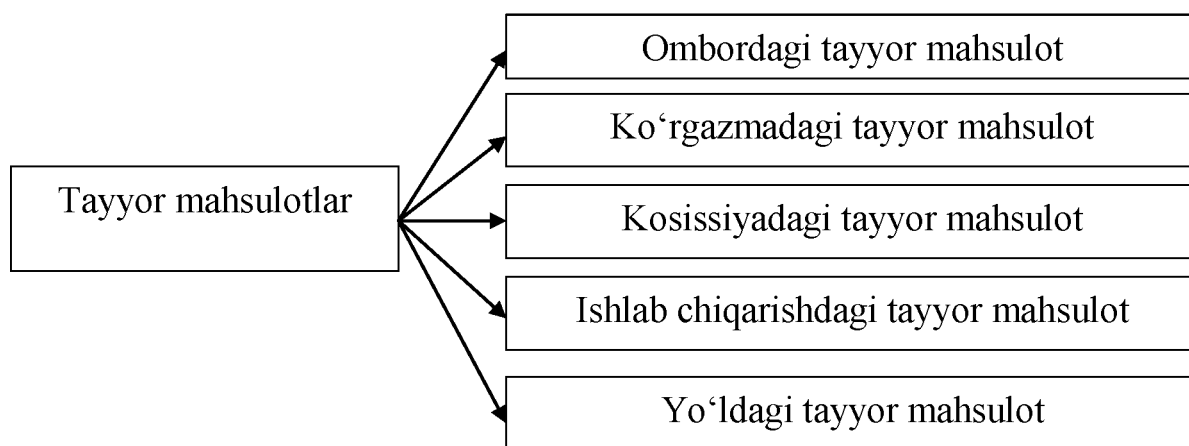 Ombordagi tayyor mahsulot
Ko‘rgazmadagi tayyor mahsulot
Tayyor mahsulotlar
Kosissiyadagi tayyor mahsulot
Ishlab chiqarishdagi tayyor mahsulot
Yo‘ldagi tayyor mahsulot